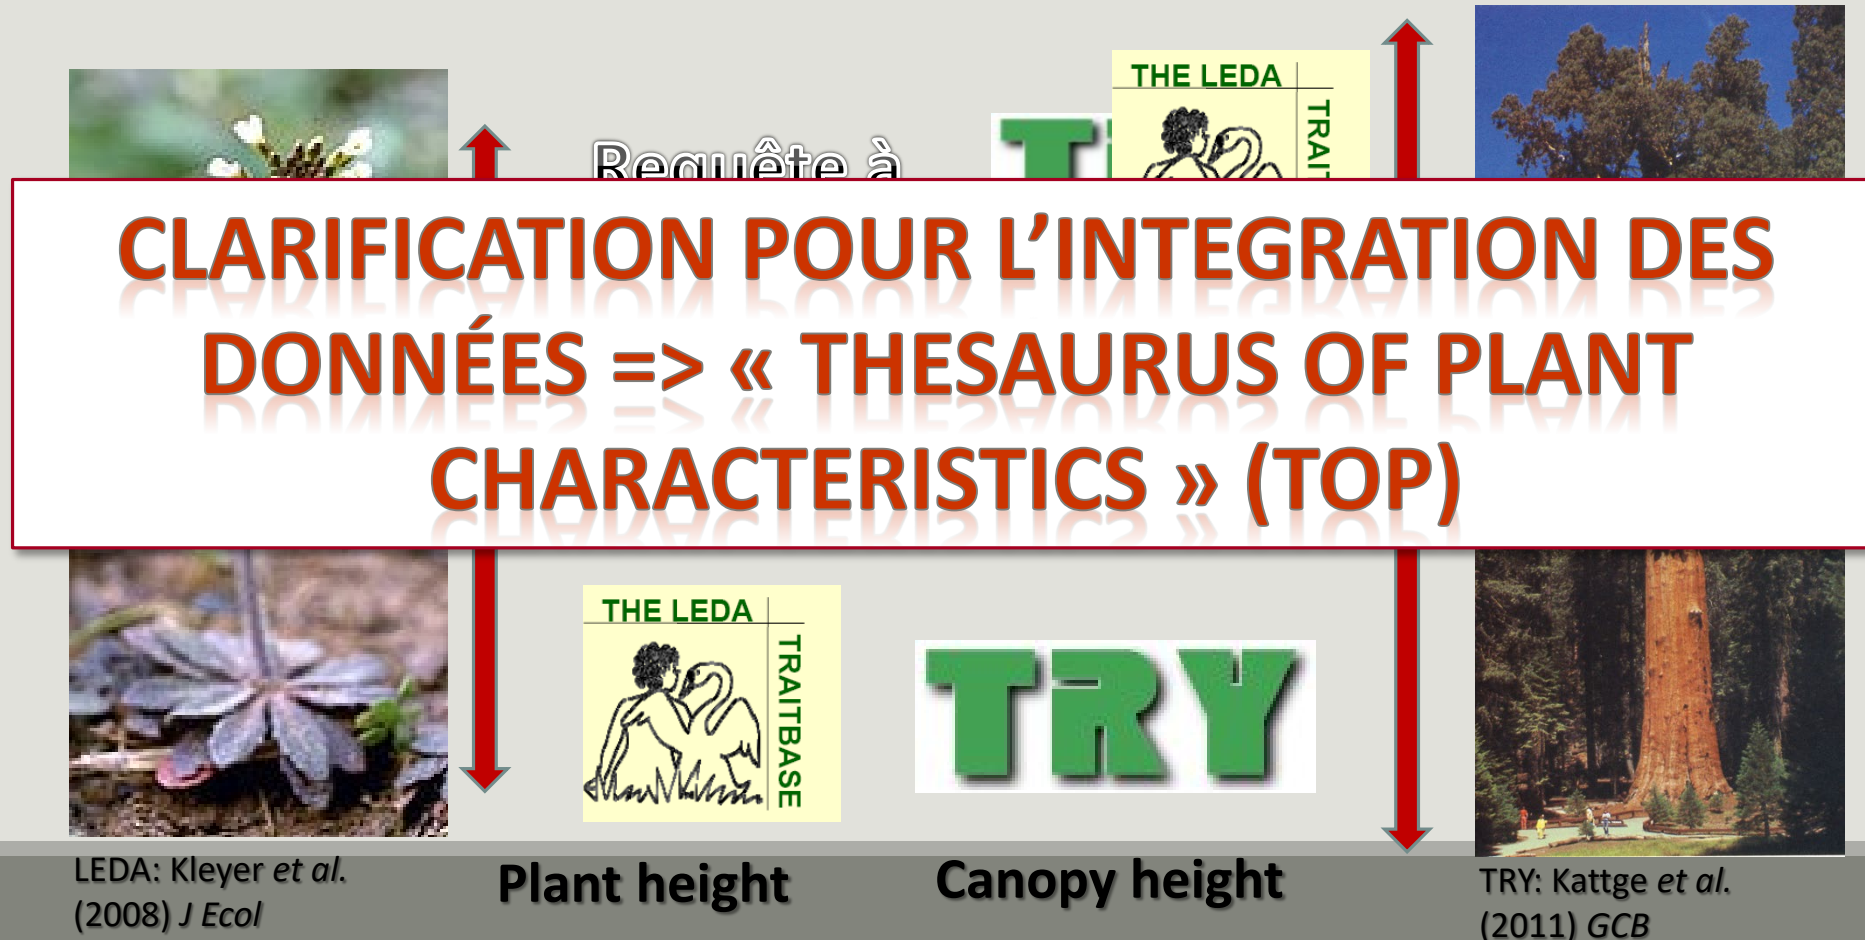 THE LEDA
TRAIT
Requête à
CLARIFICATION POUR L’INTEGRATION DES
DONNÉES => « THESAURUS OF PLANT
CHARACTERISTICS » (TOP)
THE LEDA
TRAITBASE
TRY
LEDA: Kleyer et al.
(2008) J Ecol
Plant height
Canopy height
TRY: Kattge et al.
(2011) GCB